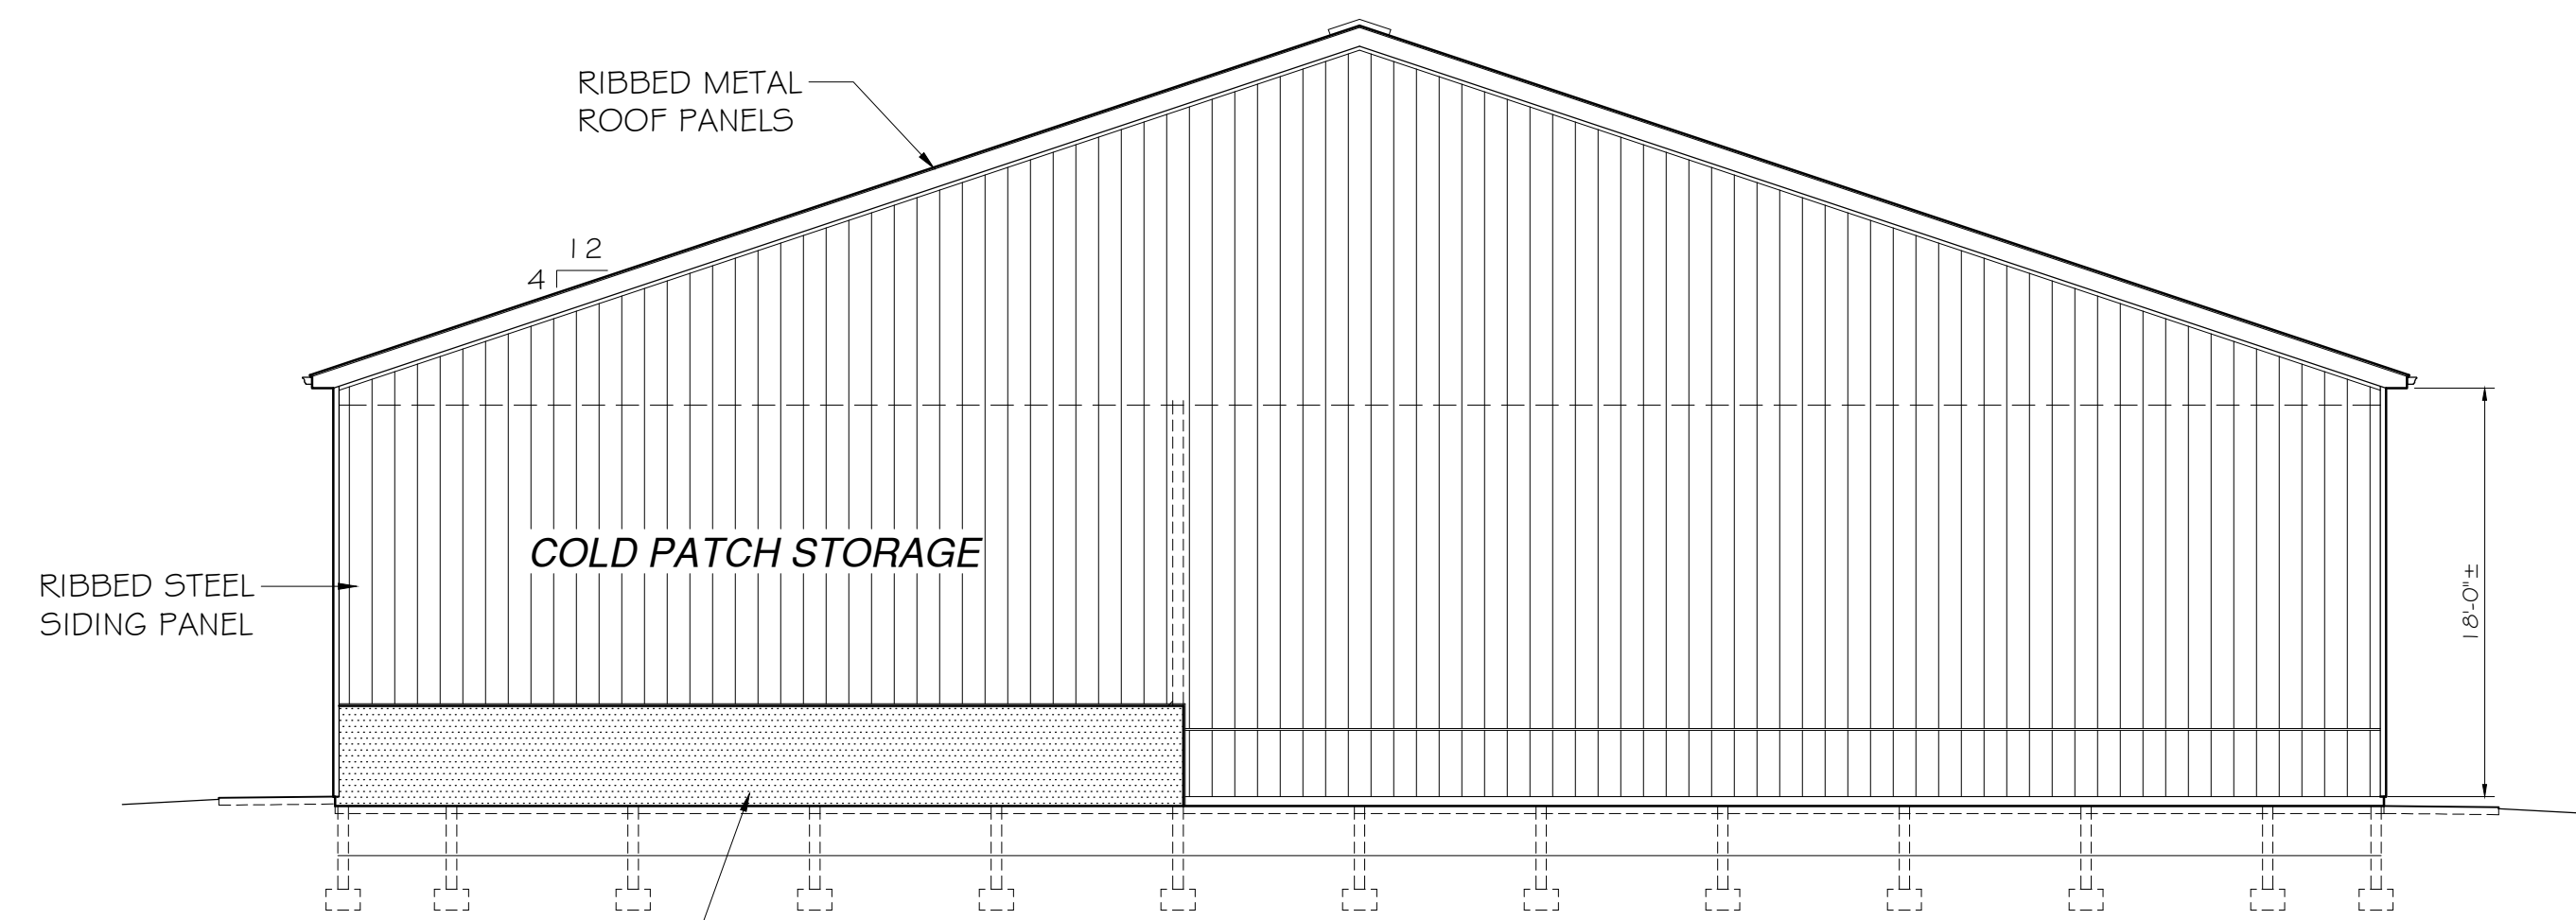 RIBBED METAL
ROOF PANELS
12
4
COLD PATCH STORAGE
RIBBED STEEL
SIDING PANEL
18'-0"±